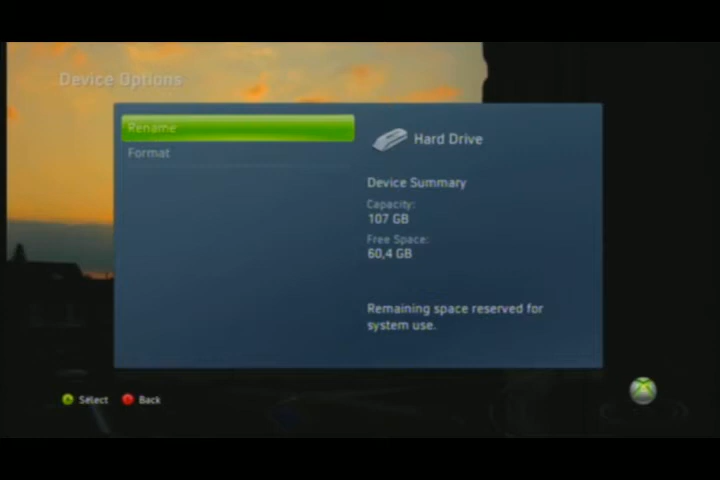 Device Options
Rename
Format
Hard Drive
Device Summary
Capacity:
107 GB
Free Space:
60,4 GB
Remaining space reserved for
system use.
Select
Back